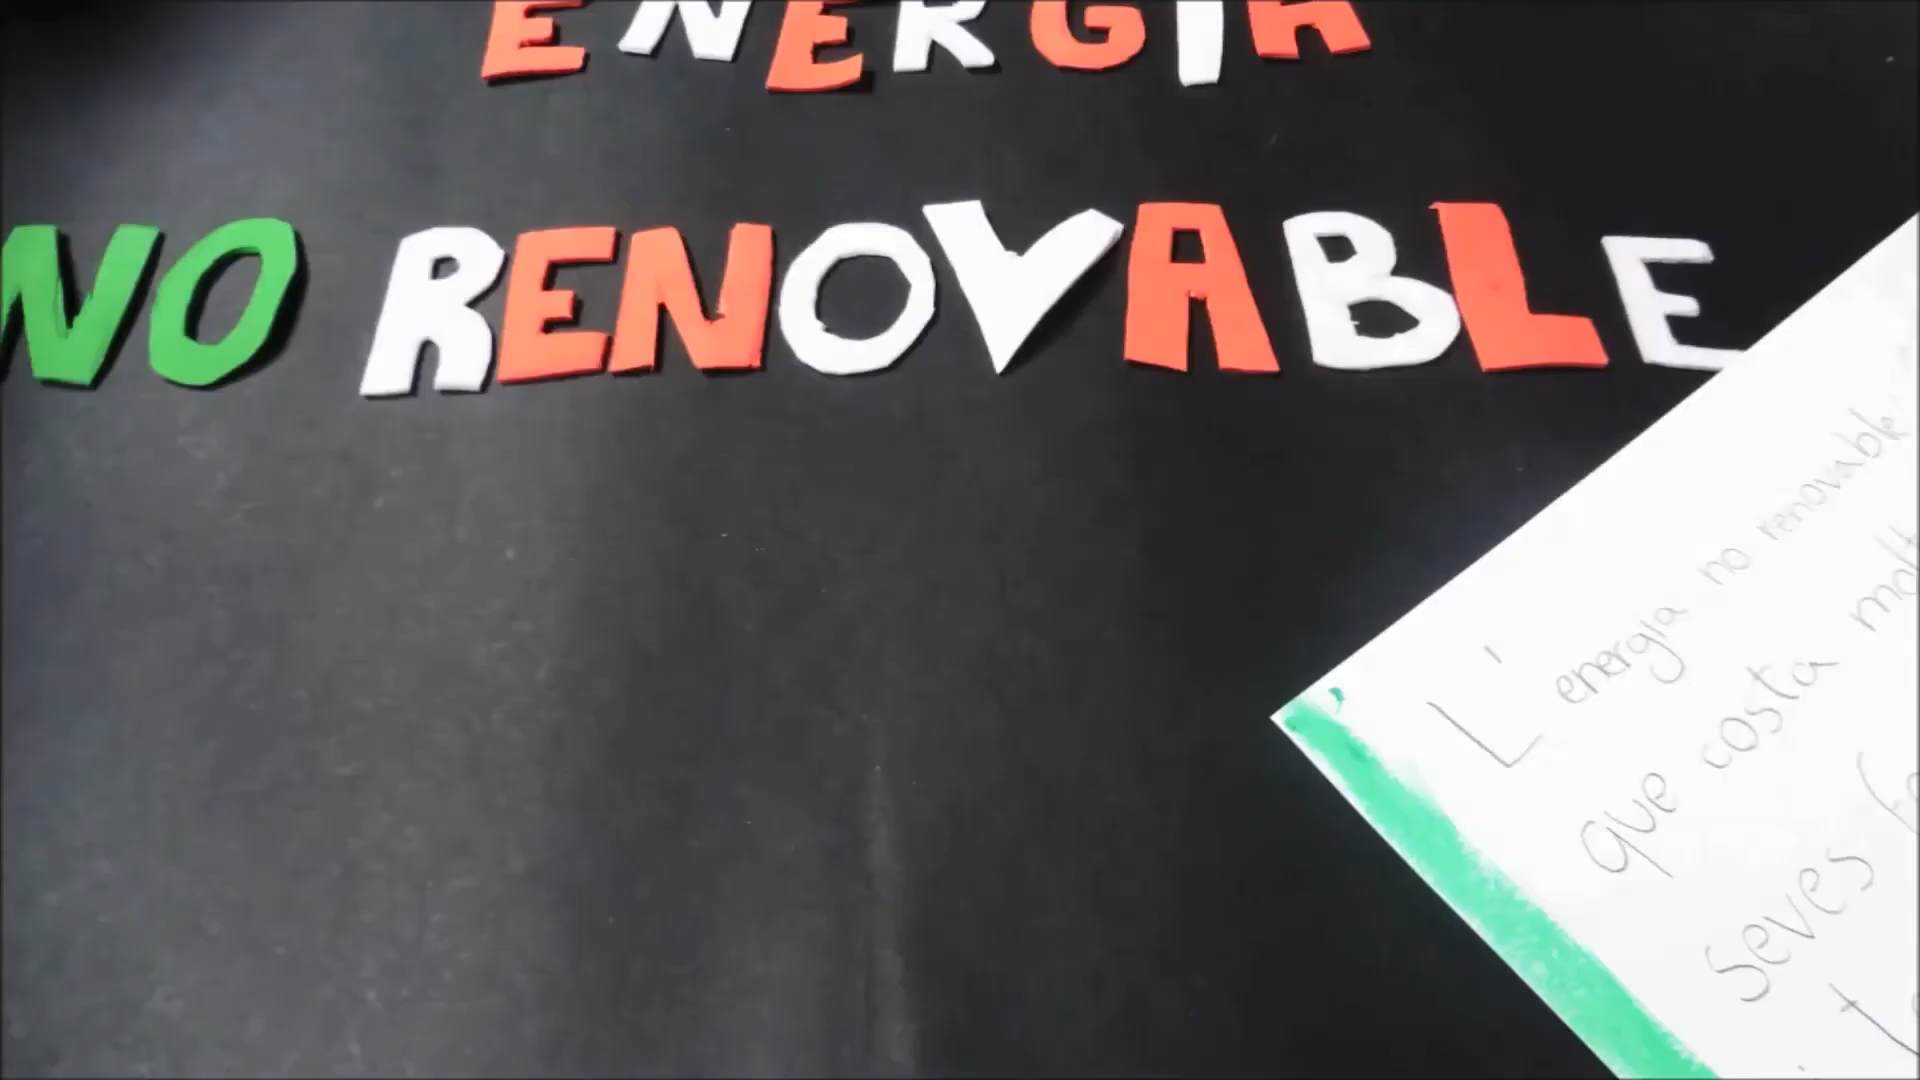 ENERGIA
NO RENOVABLE
L'energia no renovable
que costa molt
seves